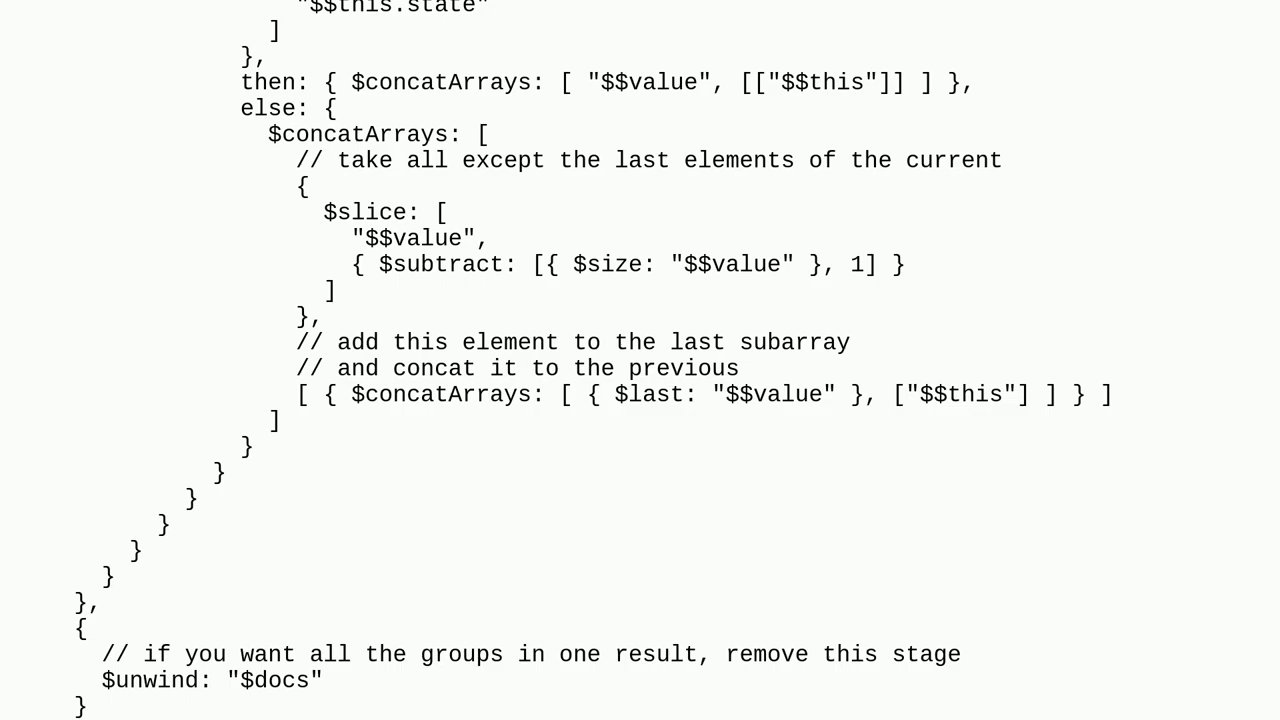 "$$this.state"
]
},
then: { $concatArrays: [ "$$value", [["$$this"]] ] },
else: {
$concatArrays: [
// take all except the last elements of the current
{
$slice: [
"$$value",
{ $subtract: [{ $size: "$$value" }, 1] }
]
},
// add this element to the last subarray
// and concat it to the previous
[ { $concatArrays: [ { $last: "$$value" }, ["$$this"] ] } ]
]
}
}
}
}
}
}
},
{
// if you want all the groups in one result, remove this stage
$unwind: "$docs"
}